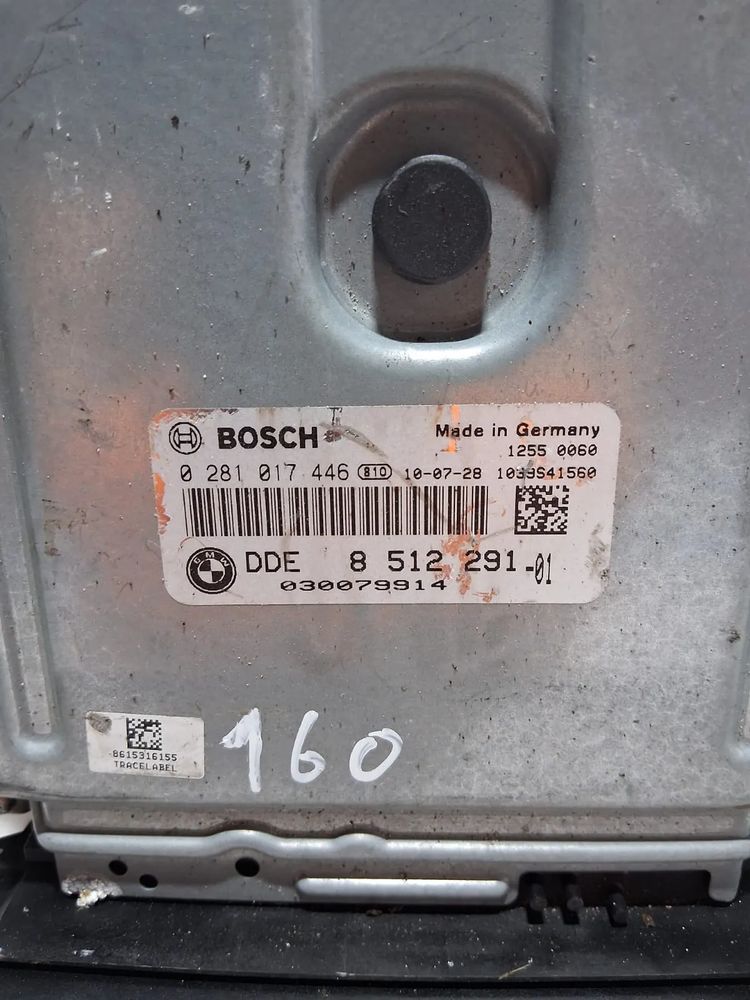 BOSCH
Made in Germany
1255 0060
0 281 017 446 810 10-07-28 1039S41560
BMW DDE 8 512 291-01
030079914
8615316155
TRACELABEL
160